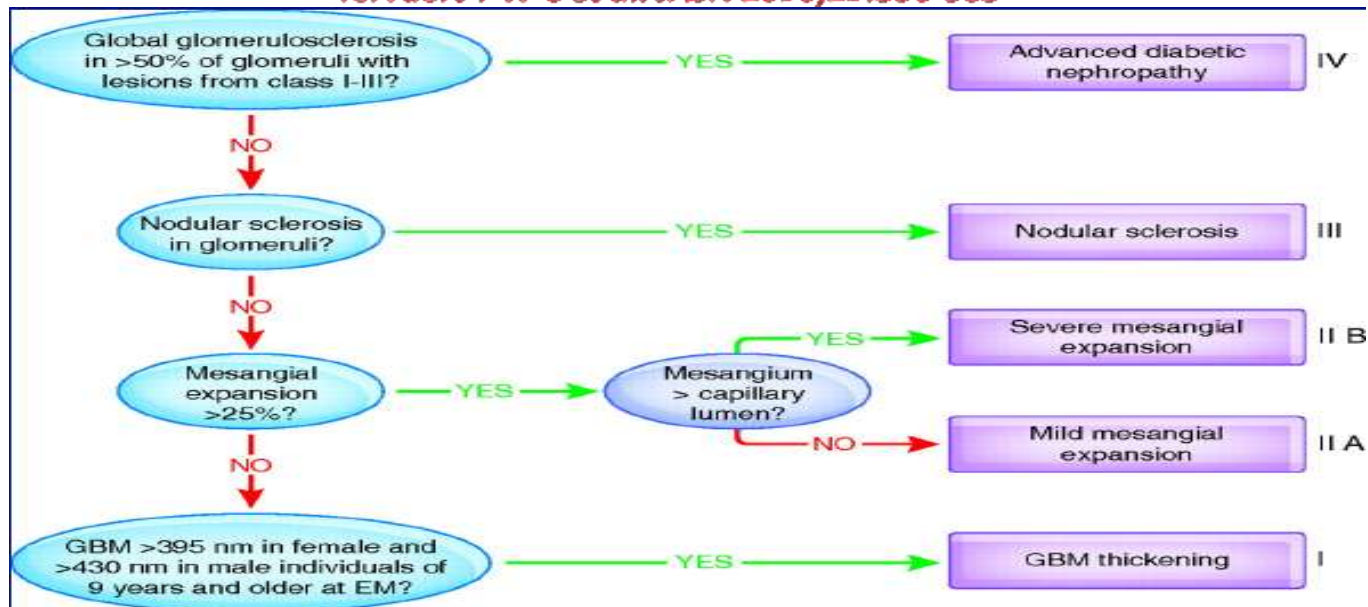 Global glomerulosclerosis
in >50% of glomeruli with
lesions from class I-III?
YES
Advanced diabetic
nephropathy
IV
NO
Nodular sclerosis
in glomeruli?
YES
Nodular sclerosis
III
NO
Mesangial
expansion
>25%?
YES
Mesangium
> capillary
lumen?
YES
Severe mesangial
expansion
II B
NO
Mild mesangial
expansion
II A
NO
GBM >395 nm in female and
>430 nm in male individuals of
9 years and older at EM?
YES
GBM thickening
I